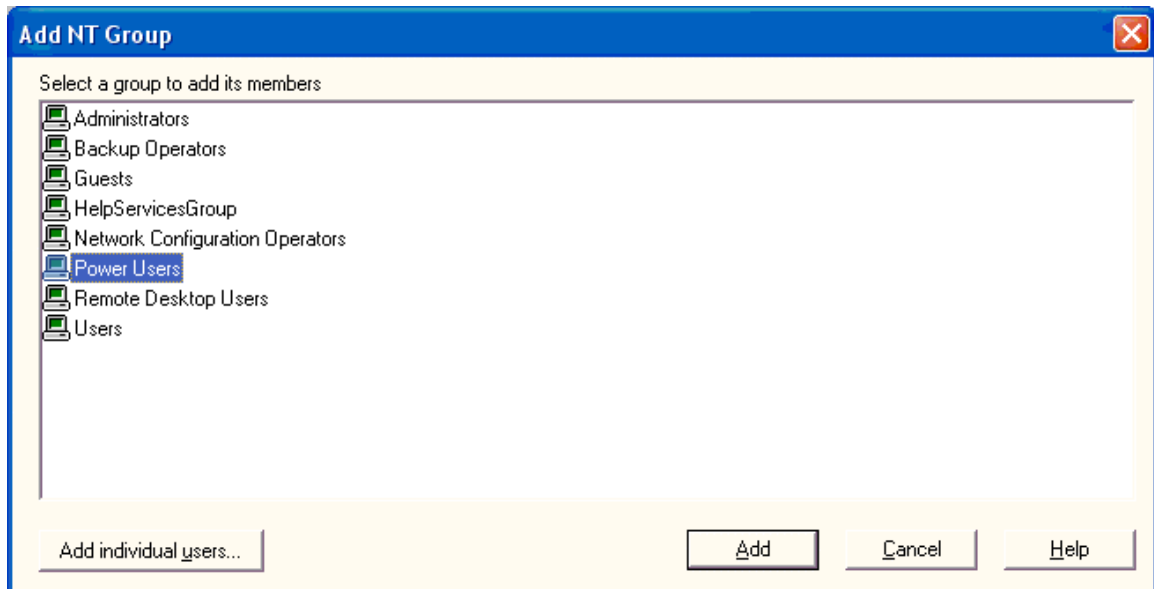 Add NT Group
Select a group to add its members
Administrators
Backup Operators
Guests
HelpServicesGroup
Network Configuration Operators
Power Users
Remote Desktop Users
Users
Add individual users... Add Cancel Help